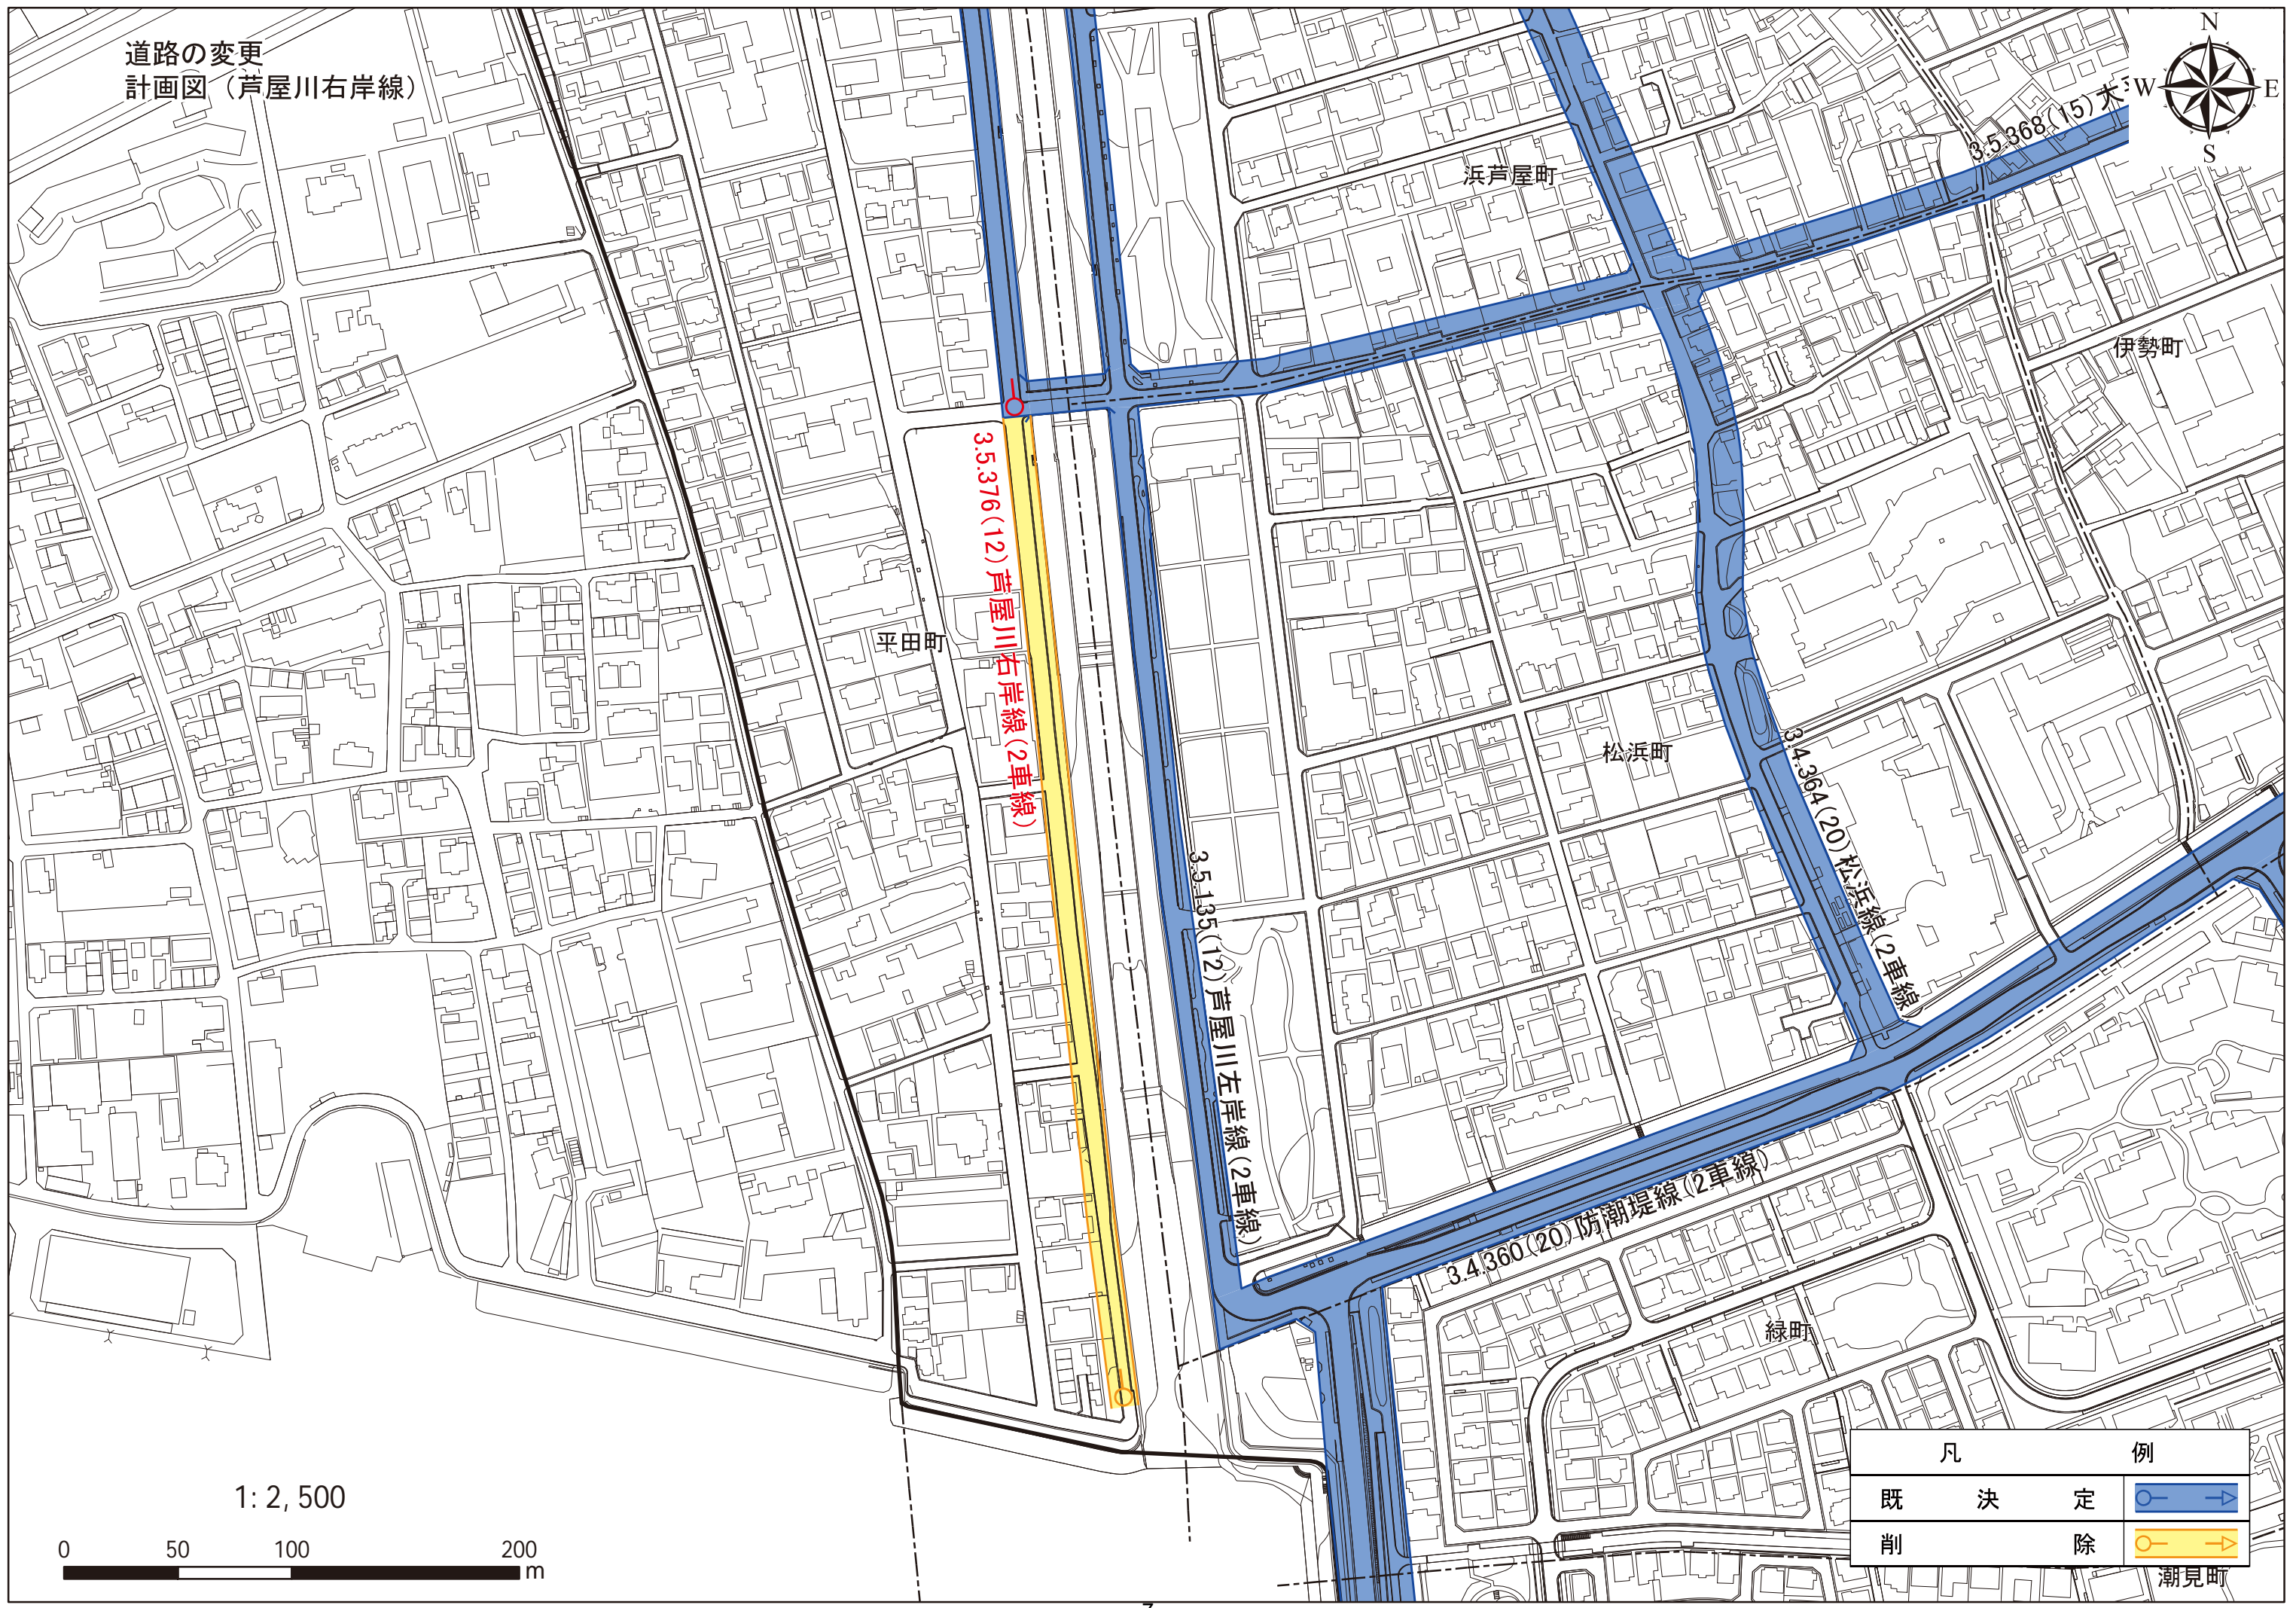 道路の変更
計画図（芦屋川右岸線）
N
W
E
S
3.5.368(15)大
浜芦屋町
伊勢町
3.5.376(12)芦屋川右岸線(2車線)
平田町
松浜町
3.4.364(20)松浜線(2車線)
3.5.135(12)芦屋川左岸線(2車線)
3.4.360(20)防潮堤線(2車線)
緑町
1: 2,500
0 50 100 200
m
凡例
既決定
削除
潮見町